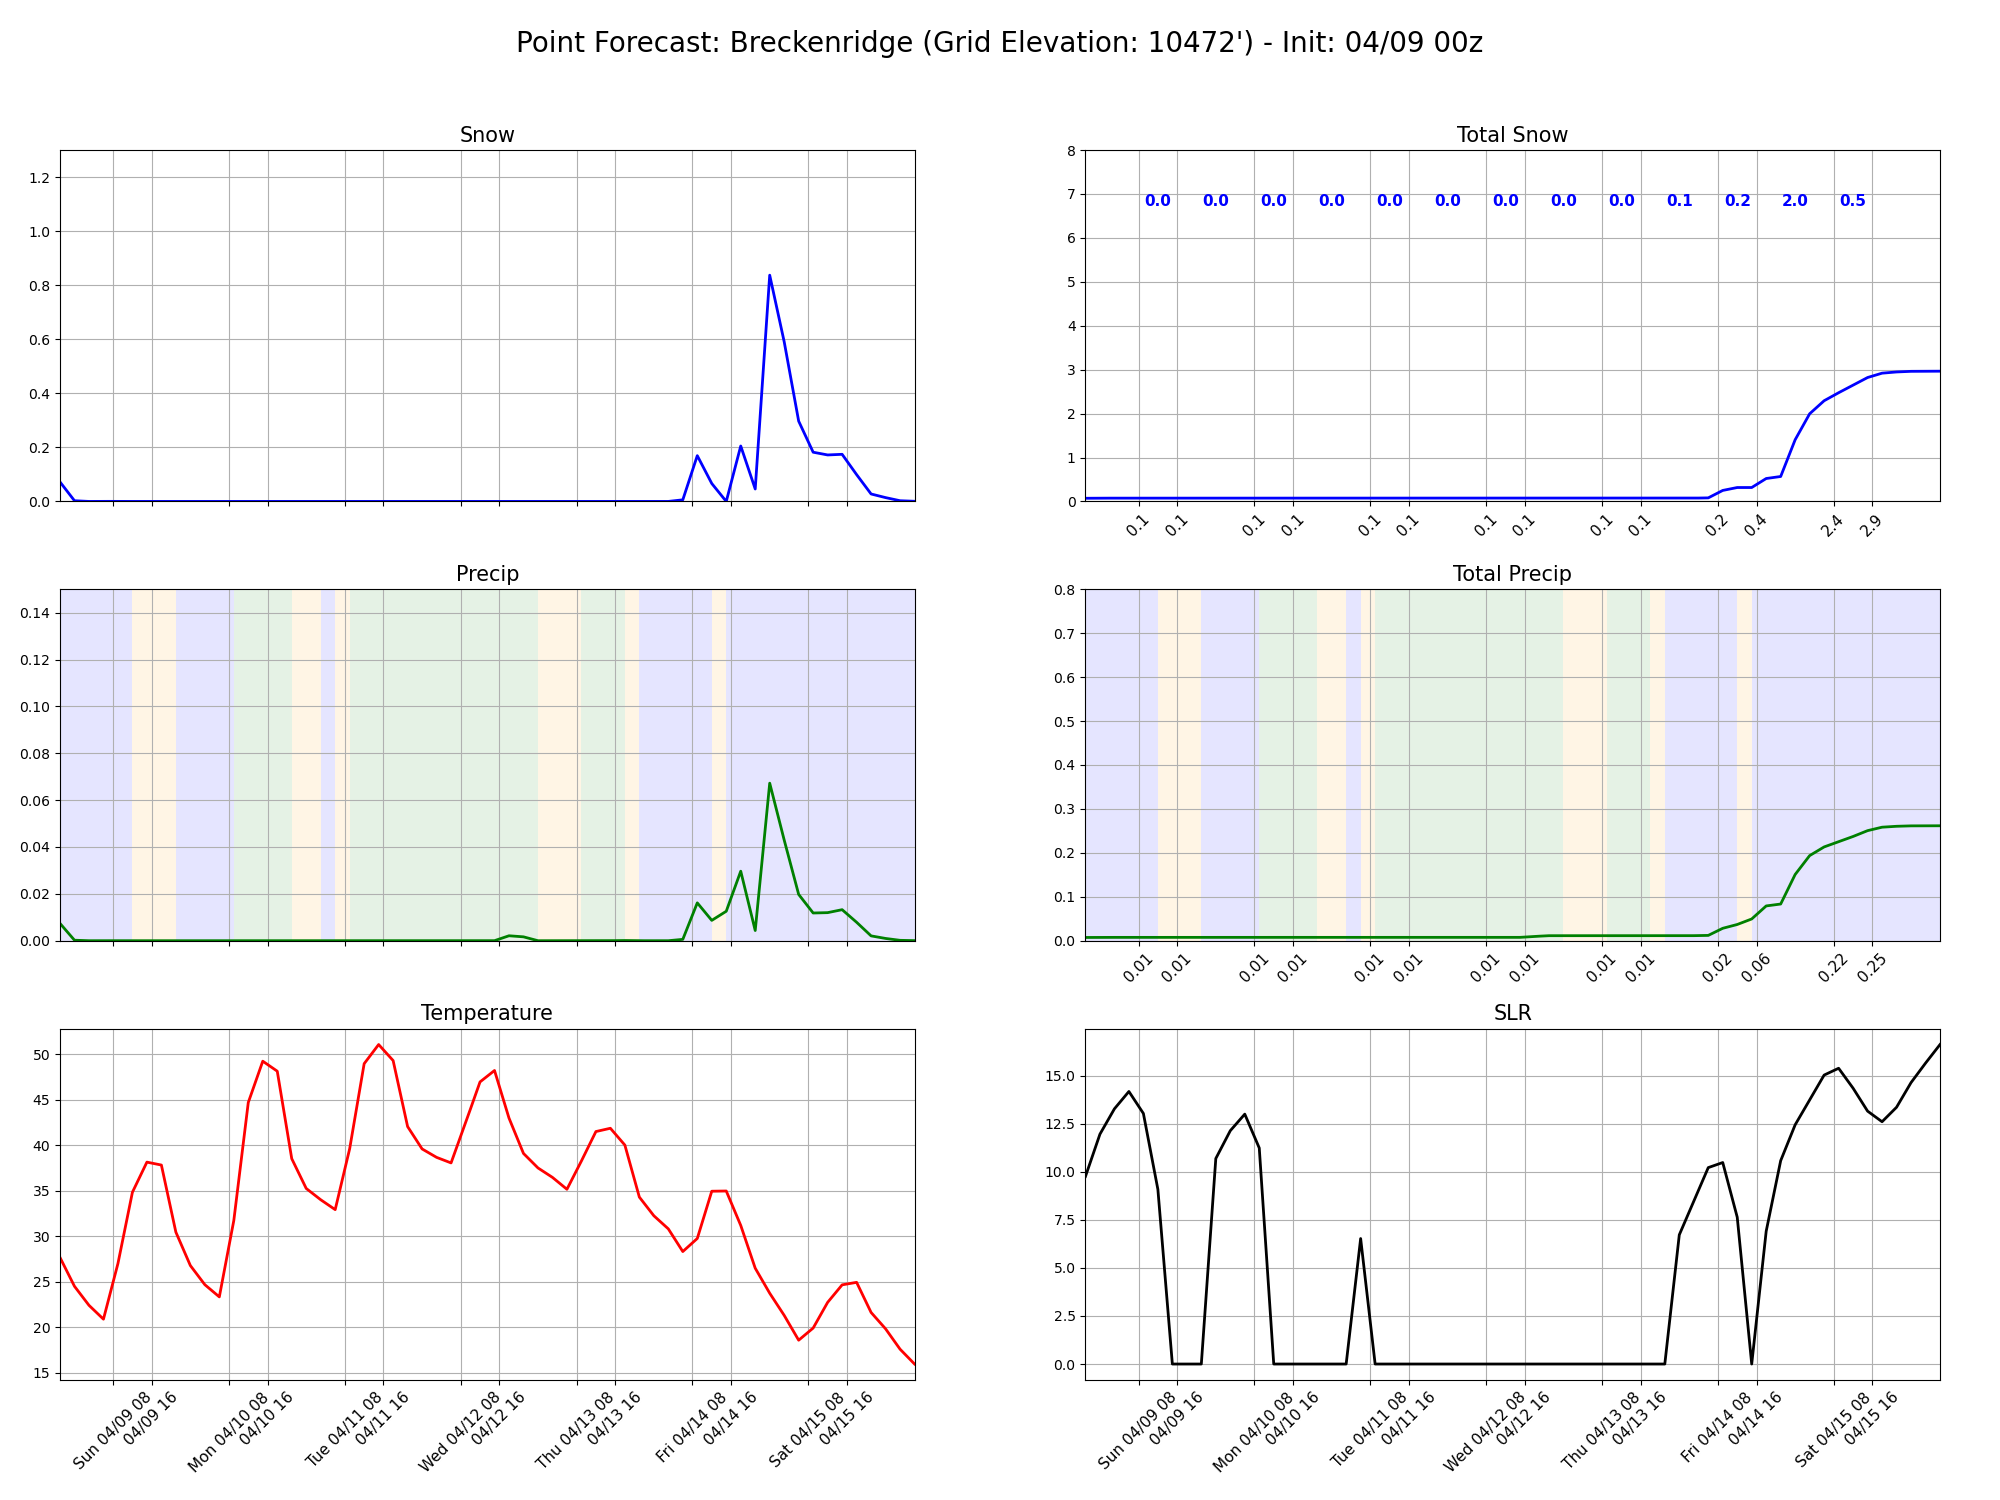 Point Forecast: Breckenridge (Grid Elevation: 10472') - Init: 04/09 00z
Snow
1.2
1.0
0.8
0.6
0.4
0.2
0.0
Total Snow
8
7
6
5
4
3
2
1
0
0.0 0.0 0.0 0.0 0.0 0.0 0.0 0.0 0.0 0.1 0.2 2.0 0.5
0.1 0.1 0.1 0.1 0.1 0.1 0.1 0.1 0.1 0.1 0.2 0.4 2.4 2.9
Precip
0.14
0.12
0.10
0.08
0.06
0.04
0.02
0.00
Total Precip
0.8
0.7
0.6
0.5
0.4
0.3
0.2
0.1
0.0
0.01 0.01 0.01 0.01 0.01 0.01 0.01 0.01 0.01 0.01 0.02 0.06 0.22 0.25
Temperature
50
45
40
35
30
25
20
15
Sun 04/09 08
04/09 16
Mon 04/10 08
04/10 16
Tue 04/11 08
04/11 16
Wed 04/12 08
04/12 16
Thu 04/13 08
04/13 16
Fri 04/14 08
04/14 16
Sat 04/15 08
04/15 16
SLR
15.0
12.5
10.0
7.5
5.0
2.5
0.0
Sun 04/09 08
04/09 16
Mon 04/10 08
04/10 16
Tue 04/11 08
04/11 16
Wed 04/12 08
04/12 16
Thu 04/13 08
04/13 16
Fri 04/14 08
04/14 16
Sat 04/15 08
04/15 16